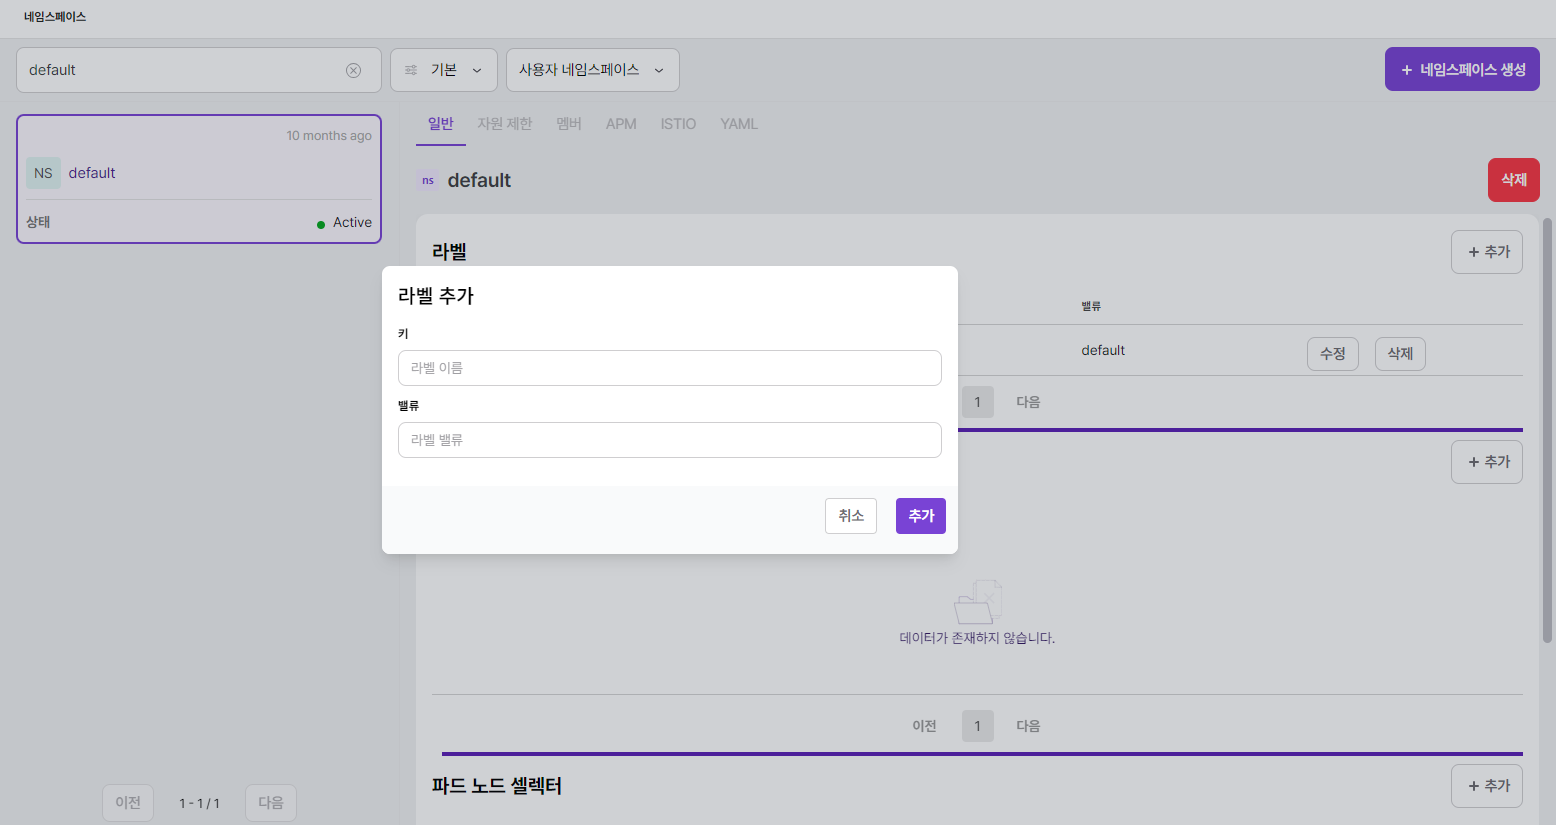 네임스페이스
default
기본
사용자 네임스페이스
+ 네임스페이스 생성
10 months ago
NS default
상태
Active
이전
1 - 1 / 1
다음
일반
자원 제한
멤버
APM
ISTIO
YAML
ns default
삭제
라벨
+ 추가
밸류
default
수정
삭제
1
다음
+ 추가
데이터가 존재하지 않습니다.
이전
1
다음
파드 노드 셀렉터
+ 추가
라벨 추가
키
라벨 이름
밸류
라벨 밸류
취소
추가